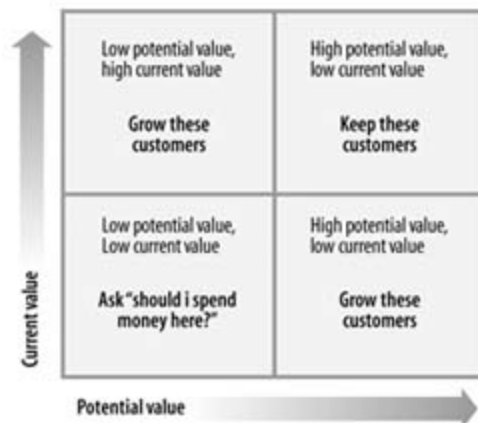 Low potential value,
high current value
Grow these
customers
High potential value,
low current value
Keep these
customers
Low potential value,
Low current value
Ask “should i spend
money here?”
High potential value,
low current value
Grow these
customers
Current value
Potential value